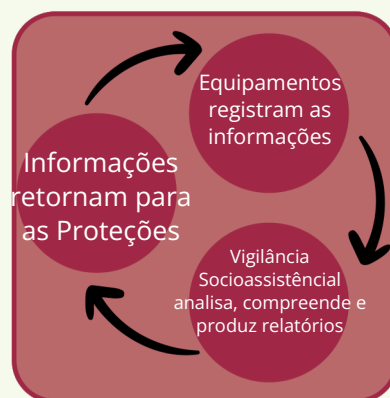 Equipamentos
registram as
informações
Informações
retornam para
as Proteções
Vigilância
Socioassistêncial
analisa, compreende e
produz relatórios